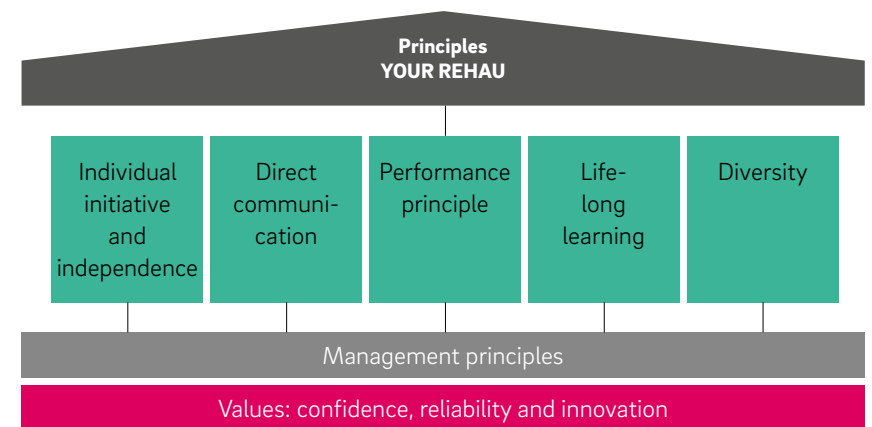 Principles
YOUR REHAU
Individual
initiative
and
independence
Direct
communi-
cation
Performance
principle
Life-
long
learning
Diversity
Management principles
Values: confidence, reliability and innovation